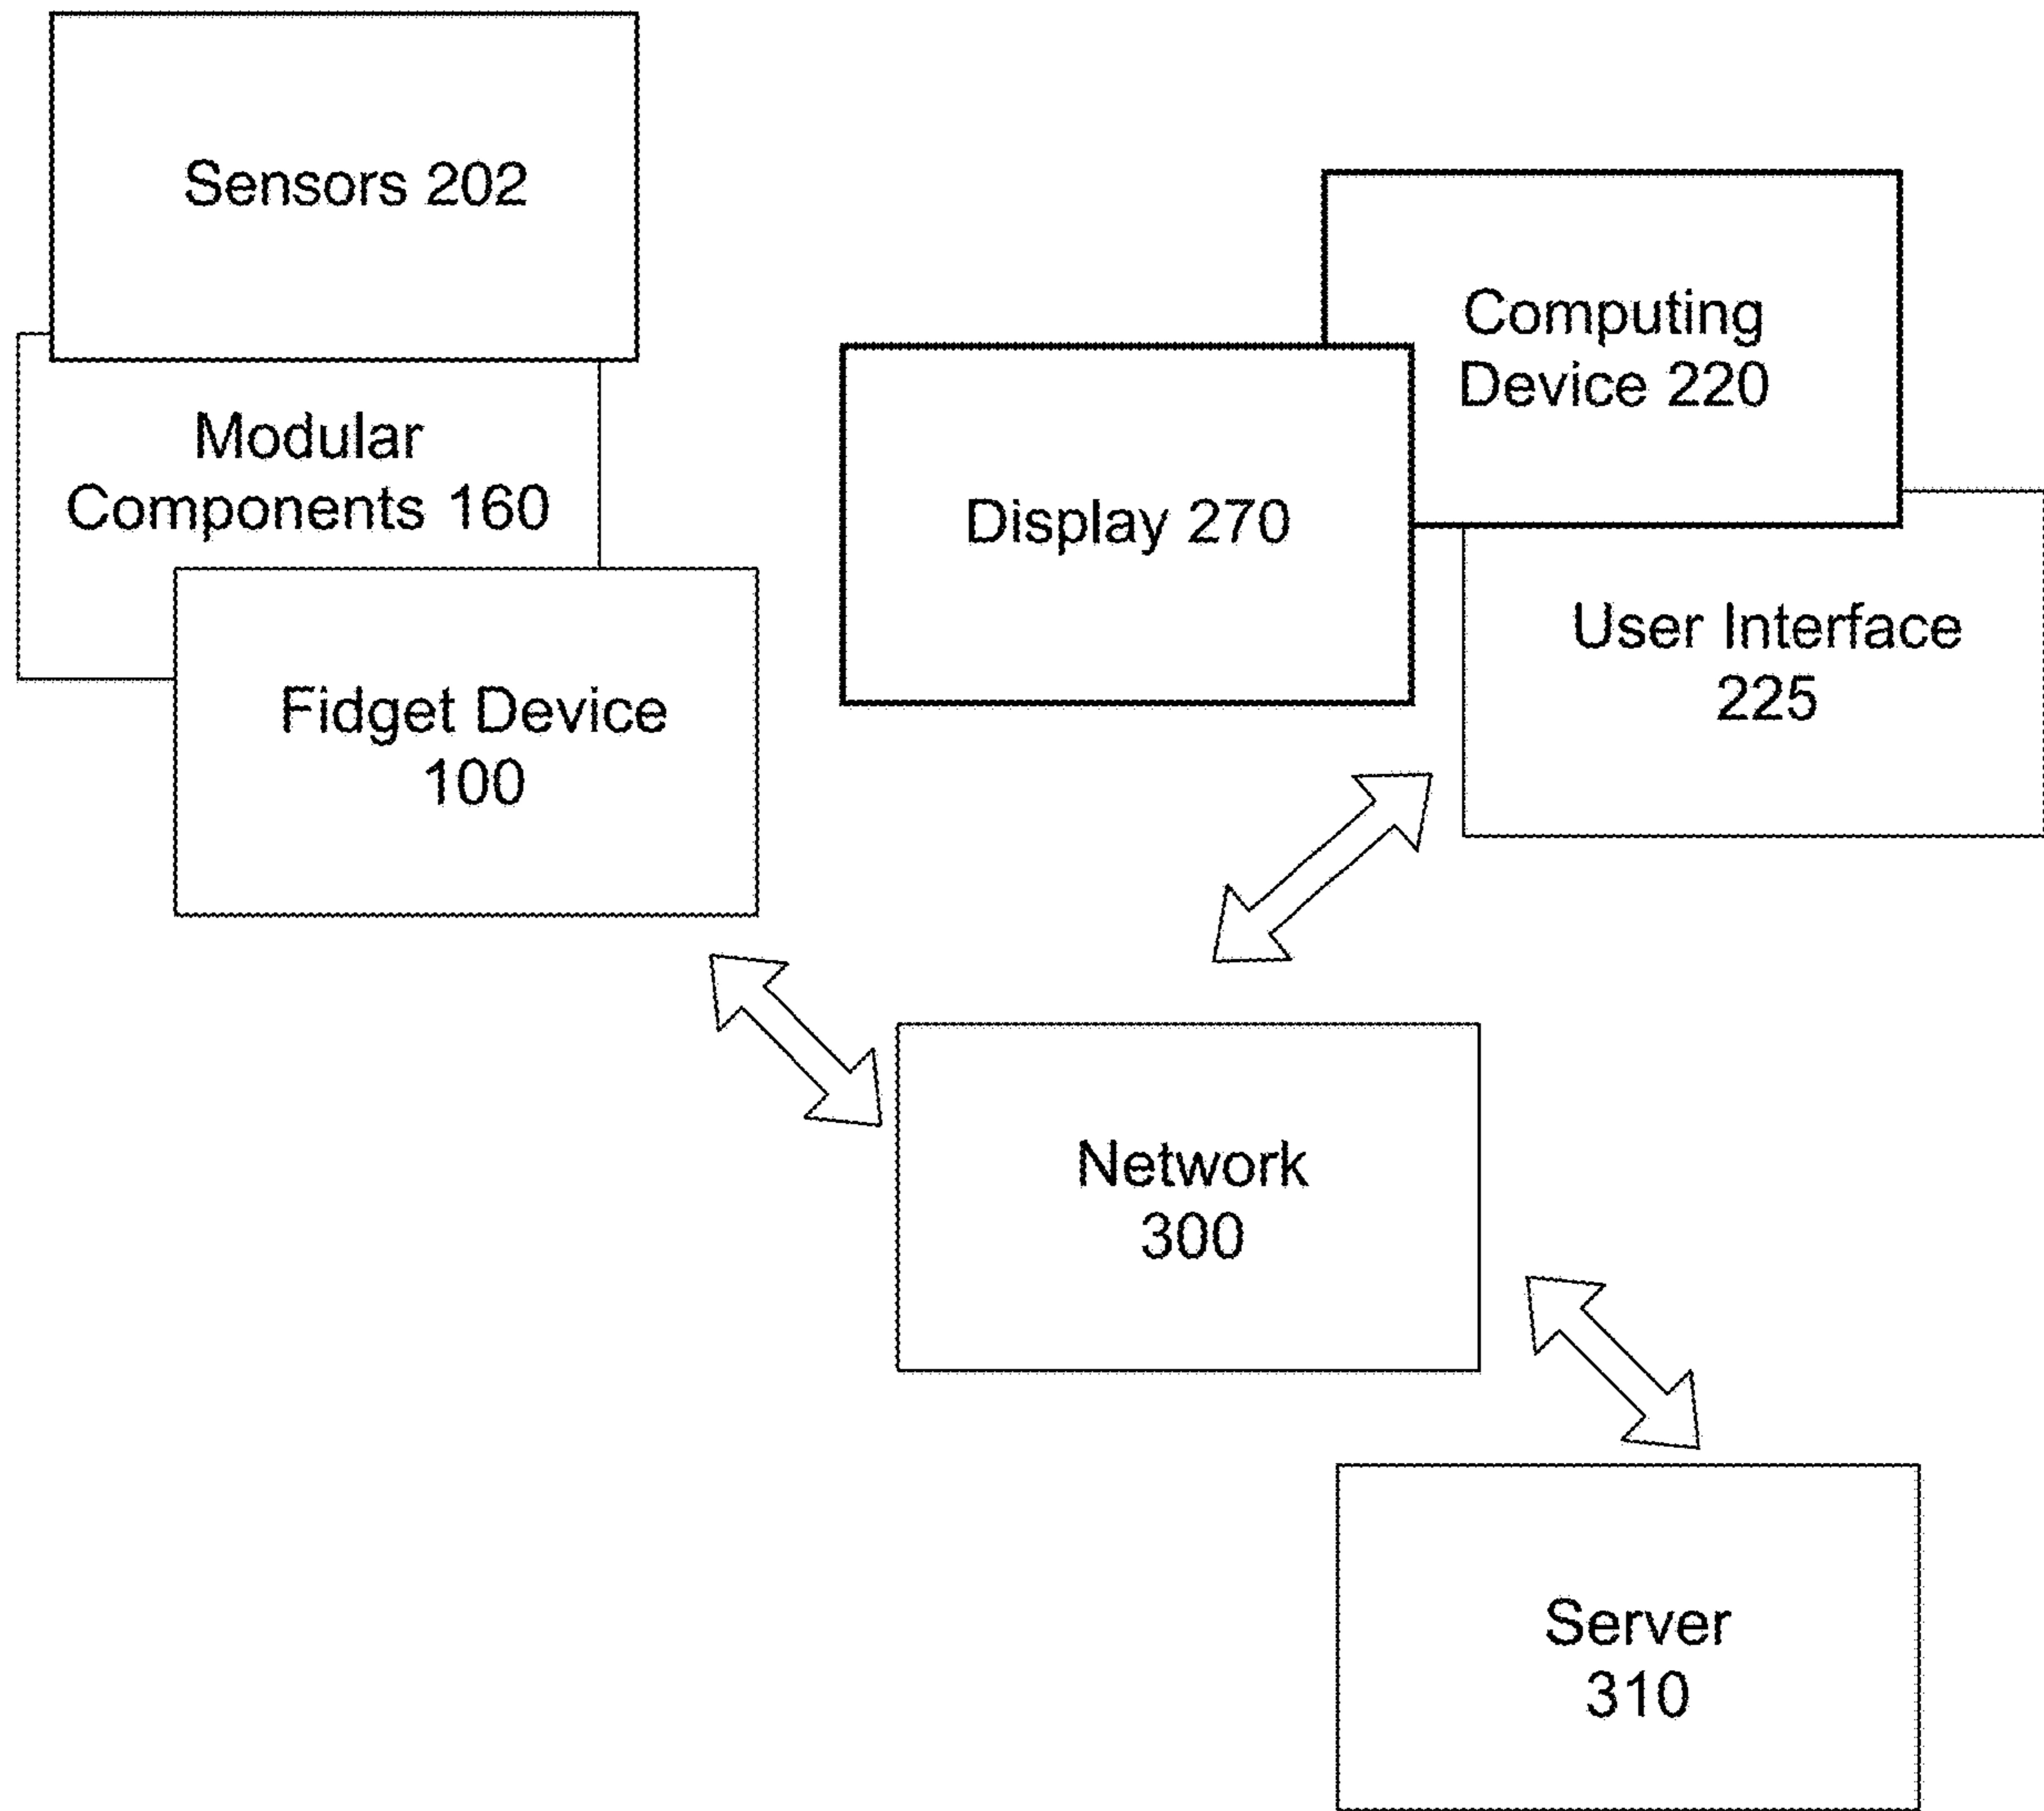 Sensors 202
Modular
Components 160
Fidget Device
100
Computing
Device 220
Display 270
User Interface
225
Network
300
Server
310